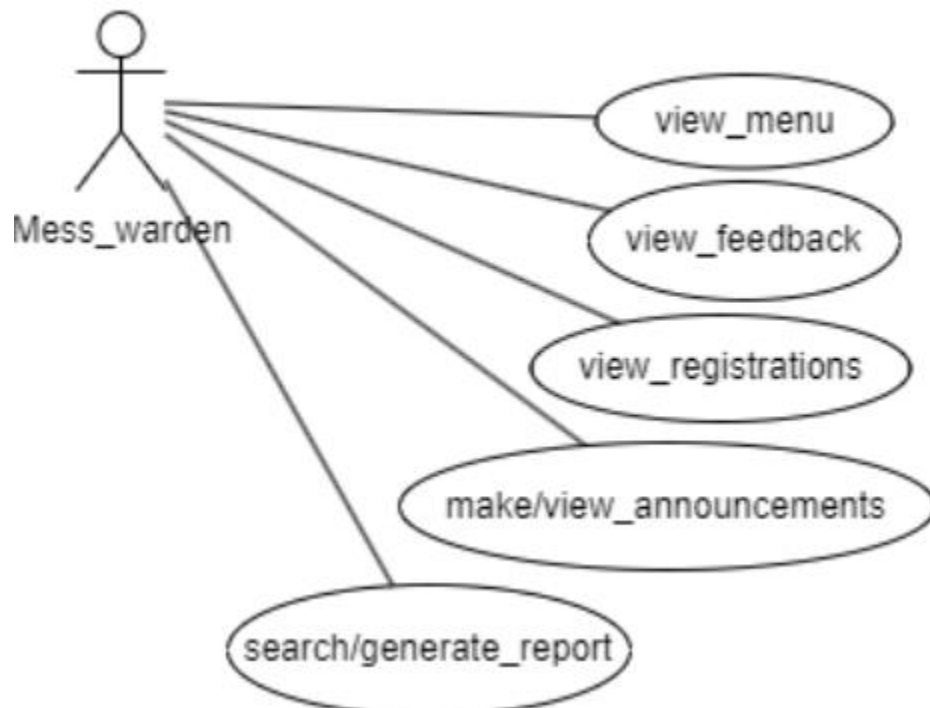 view_menu
Mess_warden
view_feedback
view_registrations
make/view_announcements
search/generate_report